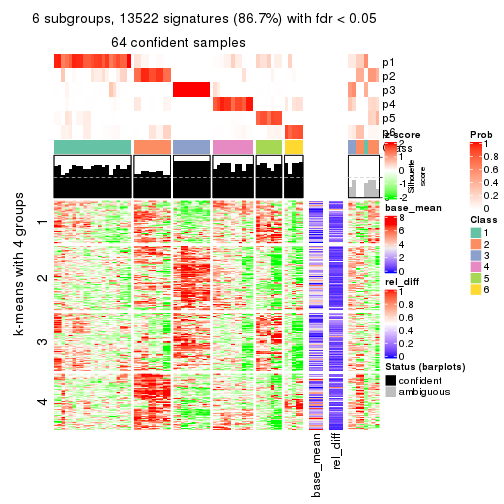 6 subgroups, 13522 signatures (86.7%) with fdr < 0.05
64 confident samples
p1
p2
p3
p4
p5
p6
Class
Silhouette
score
k-means with 4 groups
1
2
3
4
base_mean
rel_diff
z-score
2
1
0
-1
-2
base_mean
8
6
4
2
0
rel_diff
1
0.8
0.6
0.4
0.2
0
Status (barplots)
confident
ambiguous
Prob
1
0.8
0.6
0.4
0.2
0
Class
1
2
3
4
5
6